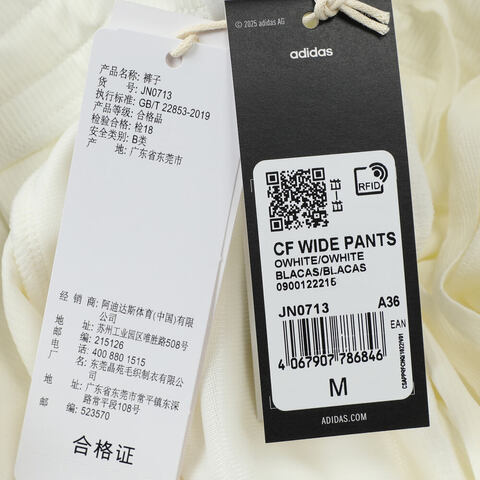 产品名称: 裤子
货 号: JN0713
执行标准: GB/T 22853-2019
产品等级: 合格品
检验合格: 检18
安全类别: B类
产 地: 广东省东莞市
经 销 商: 阿迪达斯体育(中国)有限公司
地 址: 苏州工业园区唯胜路508号
邮 编: 215126
电 话: 400 880 1515
厂 名: 东莞晶苑毛织制衣有限公司
地 址: 广东省东莞市常平镇东深路常平段108号
邮 编: 523570
合格证
© 2025 adidas AG
adidas
RFID
CF WIDE PANTS
OWHITE/OWHITE
BLACAS/BLACAS
0900122215
JN0713 A36
EAN
4 067907 786846
M
ADIDAS.COM